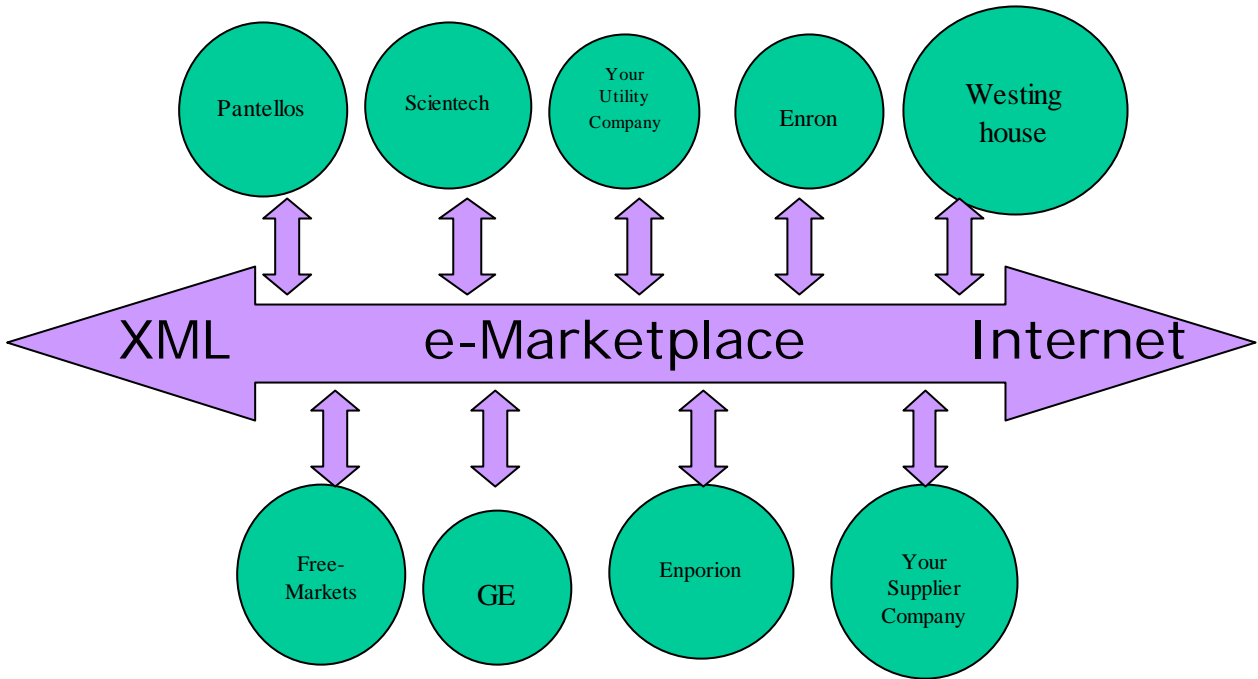 Pantellos
Scientech
Your
Utility
Company
Enron
Westing
house
XML e-Marketplace Internet
Free-
Markets
GE
Enporion
Your
Supplier
Company